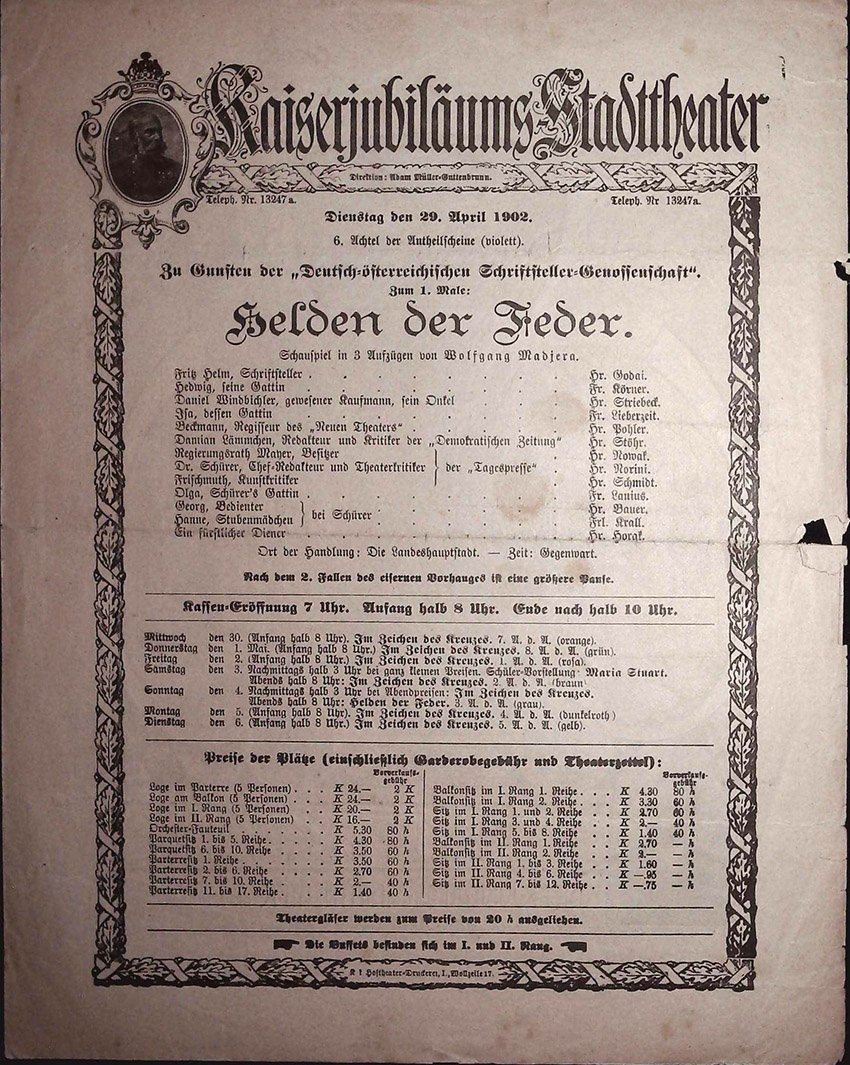 Kaiserjubiläums-Stadttheater
Direktion: Adam Müller-Guttenbrunn.
Teleph. Nr. 13247a. Teleph. Nr 13247a.
Dienstag den 29. April 1902.
6. Achtel der Antheilscheine (violett).
Zu Gunsten der „Deutsch-österreichischen Schriftsteller-Genossenschaft“.
Zum 1. Male:
Helden der Feder.
Schauspiel in 3 Aufzügen von Wolfgang Madjera.
Fritz Helm, Schriftsteller . . . . . . . . Hr. Godai.
Hedwig, seine Gattin . . . . . . . . Fr. Körner.
Daniel Windbichler, gewesener Kaufmann, sein Onkel . . . . Hr. Striebeck.
Isa, dessen Gattin . . . . . . . . Fr. Lieberzeit.
Beckmann, Regisseur des „Neuen Theaters“ . . . . . Hr. Pohler.
Damian Lämmchen, Redakteur und Kritiker der „Demokratischen Zeitung“ Hr. Stöhr.
Regierungsrath Mayer, Besitzer Hr. Nowak.
Dr. Schürer, Chef-Redakteur und Theaterkritiker } der „Tagespresse“ . Hr. Norini.
Frischmuth, Kunstkritiker Hr. Schmidt.
Olga, Schürer's Gattin . . . . . . . . Fr. Lanius.
Georg, Bedienter } bei Schürer . . . . . . Hr. Bauer.
Hanne, Stubenmädchen Frl. Krall.
Ein fürstlicher Diener . . . . . . . . Hr. Horak.
Ort der Handlung: Die Landeshauptstadt. — Zeit: Gegenwart.
Nach dem 2. Fallen des eisernen Vorhanges ist eine größere Pause.
Kassen-Eröffnung 7 Uhr. Anfang halb 8 Uhr. Ende nach halb 10 Uhr.
Mittwoch den 30. (Anfang halb 8 Uhr). Im Zeichen des Kreuzes. 7. A. d. A. (orange).
Donnerstag den 1. Mai. (Anfang halb 8 Uhr.) Im Zeichen des Kreuzes. 8. A. d. A. (grün).
Freitag den 2. (Anfang halb 8 Uhr.) Im Zeichen des Kreuzes. 1. A. d. A. (rosa).
Samstag den 3. Nachmittags halb 3 Uhr bei ganz kleinen Preisen. Schüler-Vorstellung: Maria Stuart.
Abends halb 8 Uhr: Im Zeichen des Kreuzes. 2. A. d. A. (braun)
Sonntag den 4. Nachmittags halb 3 Uhr bei Abendpreisen: Im Zeichen des Kreuzes.
Abends halb 8 Uhr: Helden der Feder. 3. A. d. A. (grau).
Montag den 5. (Anfang halb 8 Uhr). Im Zeichen des Kreuzes. 4. A. d. A. (dunkelroth)
Dienstag den 6. (Anfang halb 8 Uhr.) Im Zeichen des Kreuzes. 5. A. d. A. (gelb).
Preise der Plätze (einschließlich Garderobegebühr und Theaterzettel):
Vorverkaufsgebühr
Loge im Parterre (5 Personen) . . . K 24.— 2 K
Loge am Balkon (5 Personen) . . . K 24.— 2 K
Loge im I. Rang (5 Personen) . . . K 20.— 2 K
Loge im II. Rang (5 Personen) . . . K 16.— 2 K
Orchester-Fauteuil . . . . . K 5.30 80 h
Parquetsitz 1. bis 5. Reihe . . . . K 4.30 80 h
Parquetsitz 6. bis 10. Reihe . . . . K 3.50 60 h
Parterresitz 1. Reihe . . . . . K 3.50 60 h
Parterresitz 2. bis 6. Reihe . . . . K 2.70 60 h
Parterresitz 7. bis 10. Reihe . . . . K 2.— 40 h
Parterresitz 11. bis 17. Reihe . . . . K 1.40 40 h
Vorverkaufsgebühr
Balkonsitz im I. Rang 1. Reihe . . . K 4.30 80 h
Balkonsitz im I. Rang 2. Reihe . . . K 3.30 60 h
Sitz im I. Rang 1. und 2. Reihe . . . K 2.70 60 h
Sitz im I. Rang 3. und 4. Reihe . . . K 2.— 40 h
Sitz im I. Rang 5. bis 8. Reihe . . . K 1.40 40 h
Balkonsitz im II. Rang 1. Reihe . . . K 2.70 — h
Balkonsitz im II. Rang 2. Reihe . . . K 2.— — h
Sitz im II. Rang 1. bis 3. Reihe . . . K 1.60 — h
Sitz im II. Rang 4. bis 6. Reihe . . . K —.95 — h
Sitz im II. Rang 7. bis 12. Reihe . . . K —.75 — h
Theatergläser werden zum Preise von 20 h ausgeliehen.
Die Buffets befinden sich im I. und II. Rang.
K k Hoftheater-Druckerei, I., Wollzeile 17.